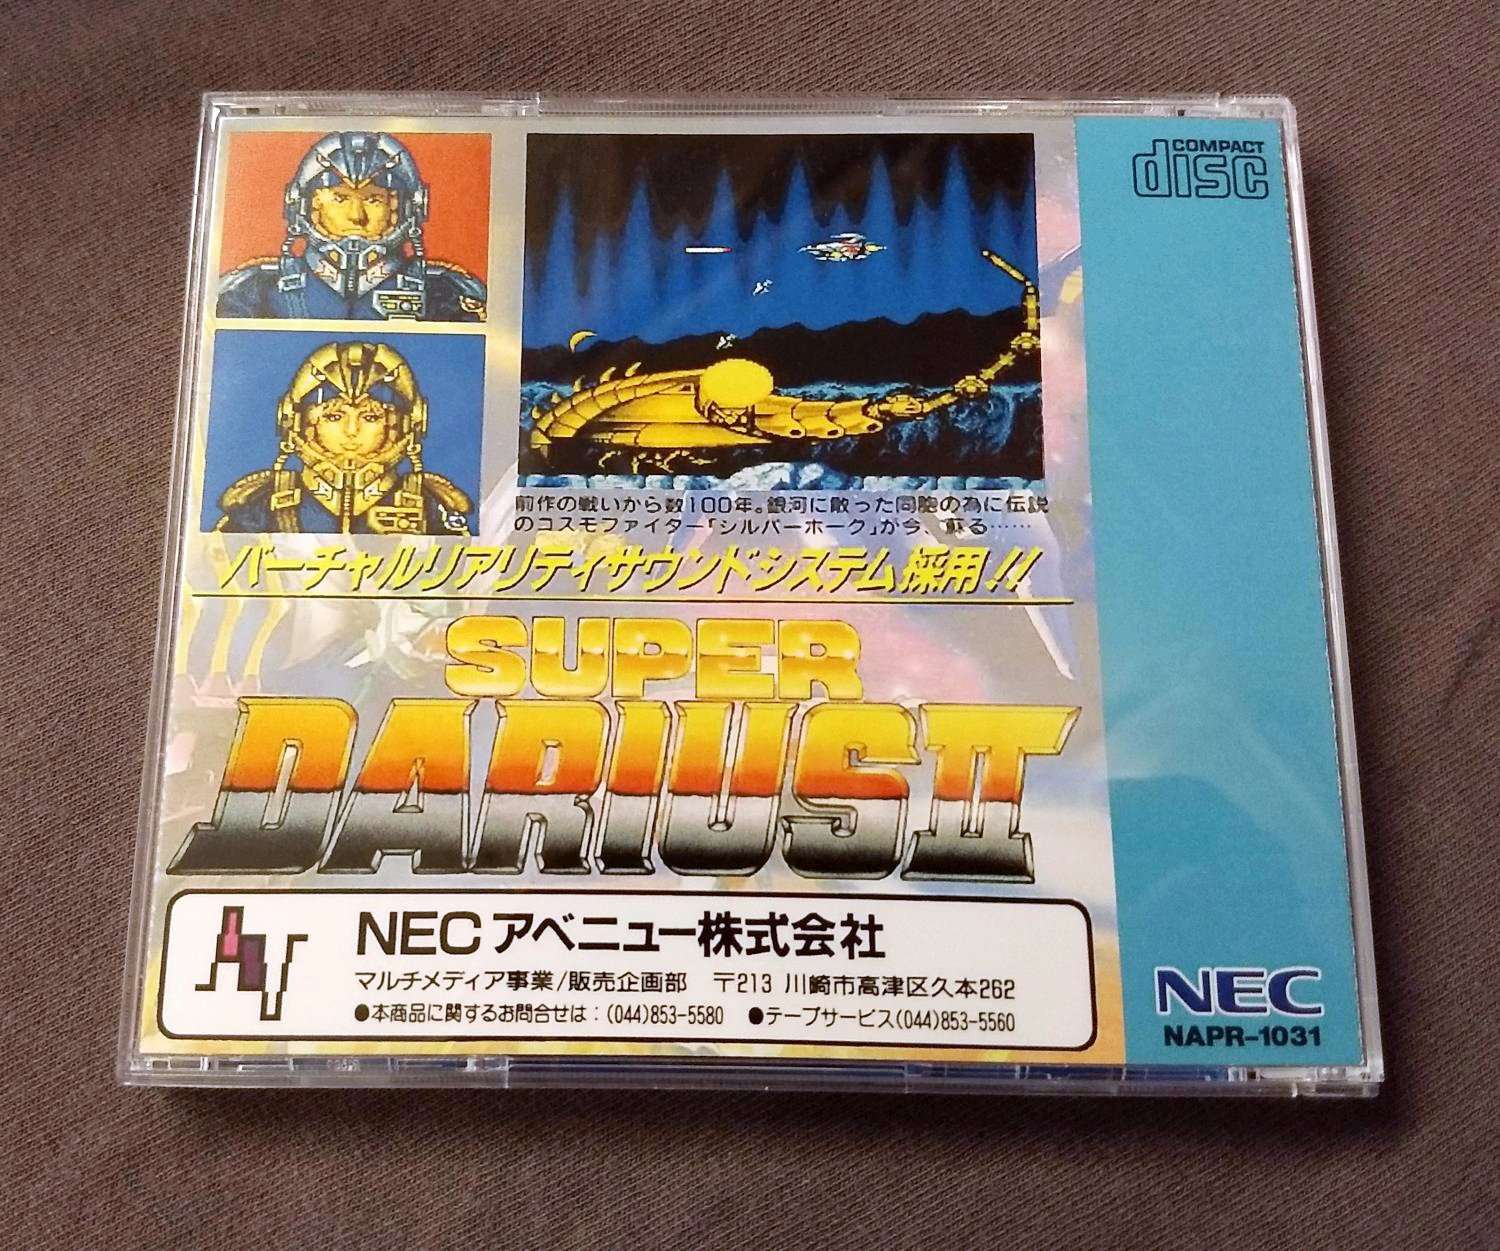 COMPACT
disc
前作の戦いから数100年。銀河に散った同胞の為に伝説
のコスモファイター「シルバーホーク」が今、蘇る……
バーチャルリアリティサウンドシステム採用!!
SUPER
DARIUS II
NECアベニュー株式会社
マルチメディア事業/販売企画部 〒213 川崎市高津区久本262
●本商品に関するお問合せは:(044)853-5580 ●テープサービス(044)853-5560
NEC
NAPR-1031